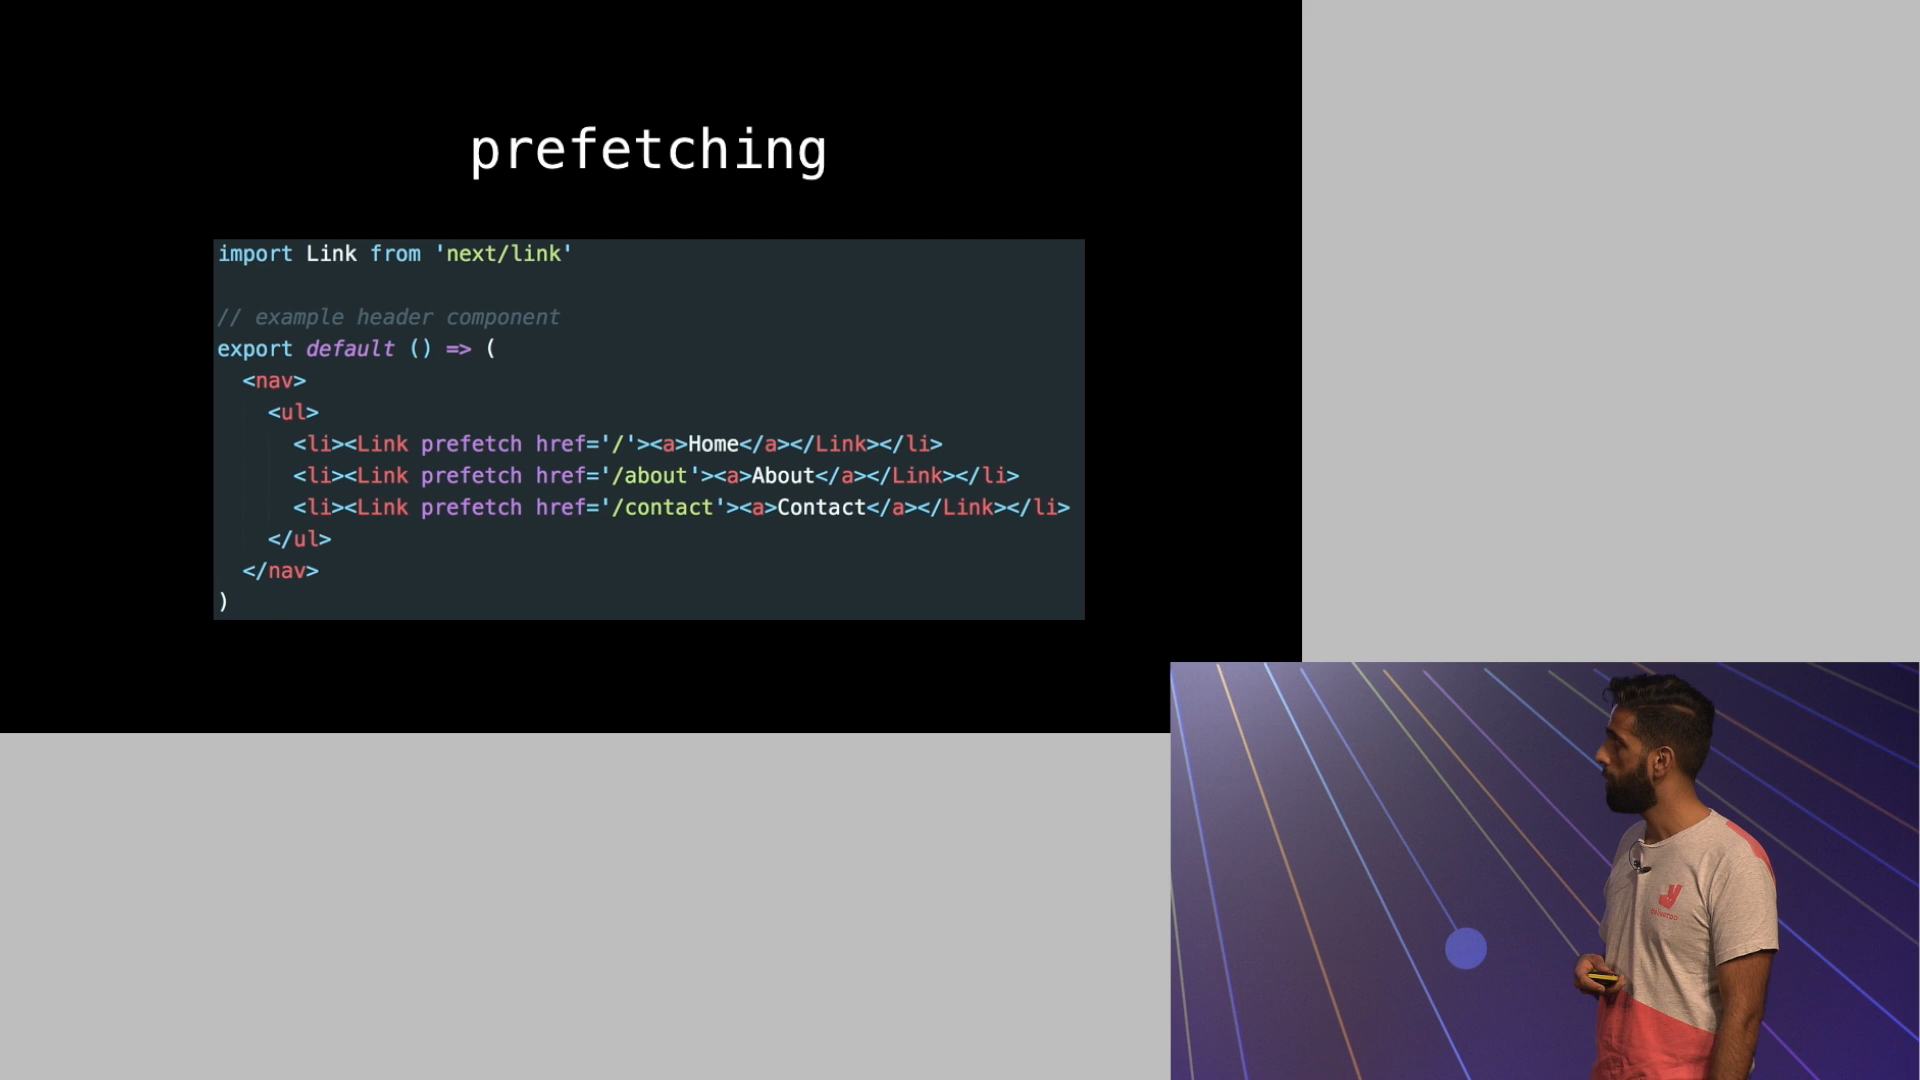 prefetching
import Link from 'next/link'
// example header component
export default () => (
  <nav>
    <ul>
      <li><Link prefetch href='/'><a>Home</a></Link></li>
      <li><Link prefetch href='/about'><a>About</a></Link></li>
      <li><Link prefetch href='/contact'><a>Contact</a></Link></li>
    </ul>
  </nav>
)
deliveroo